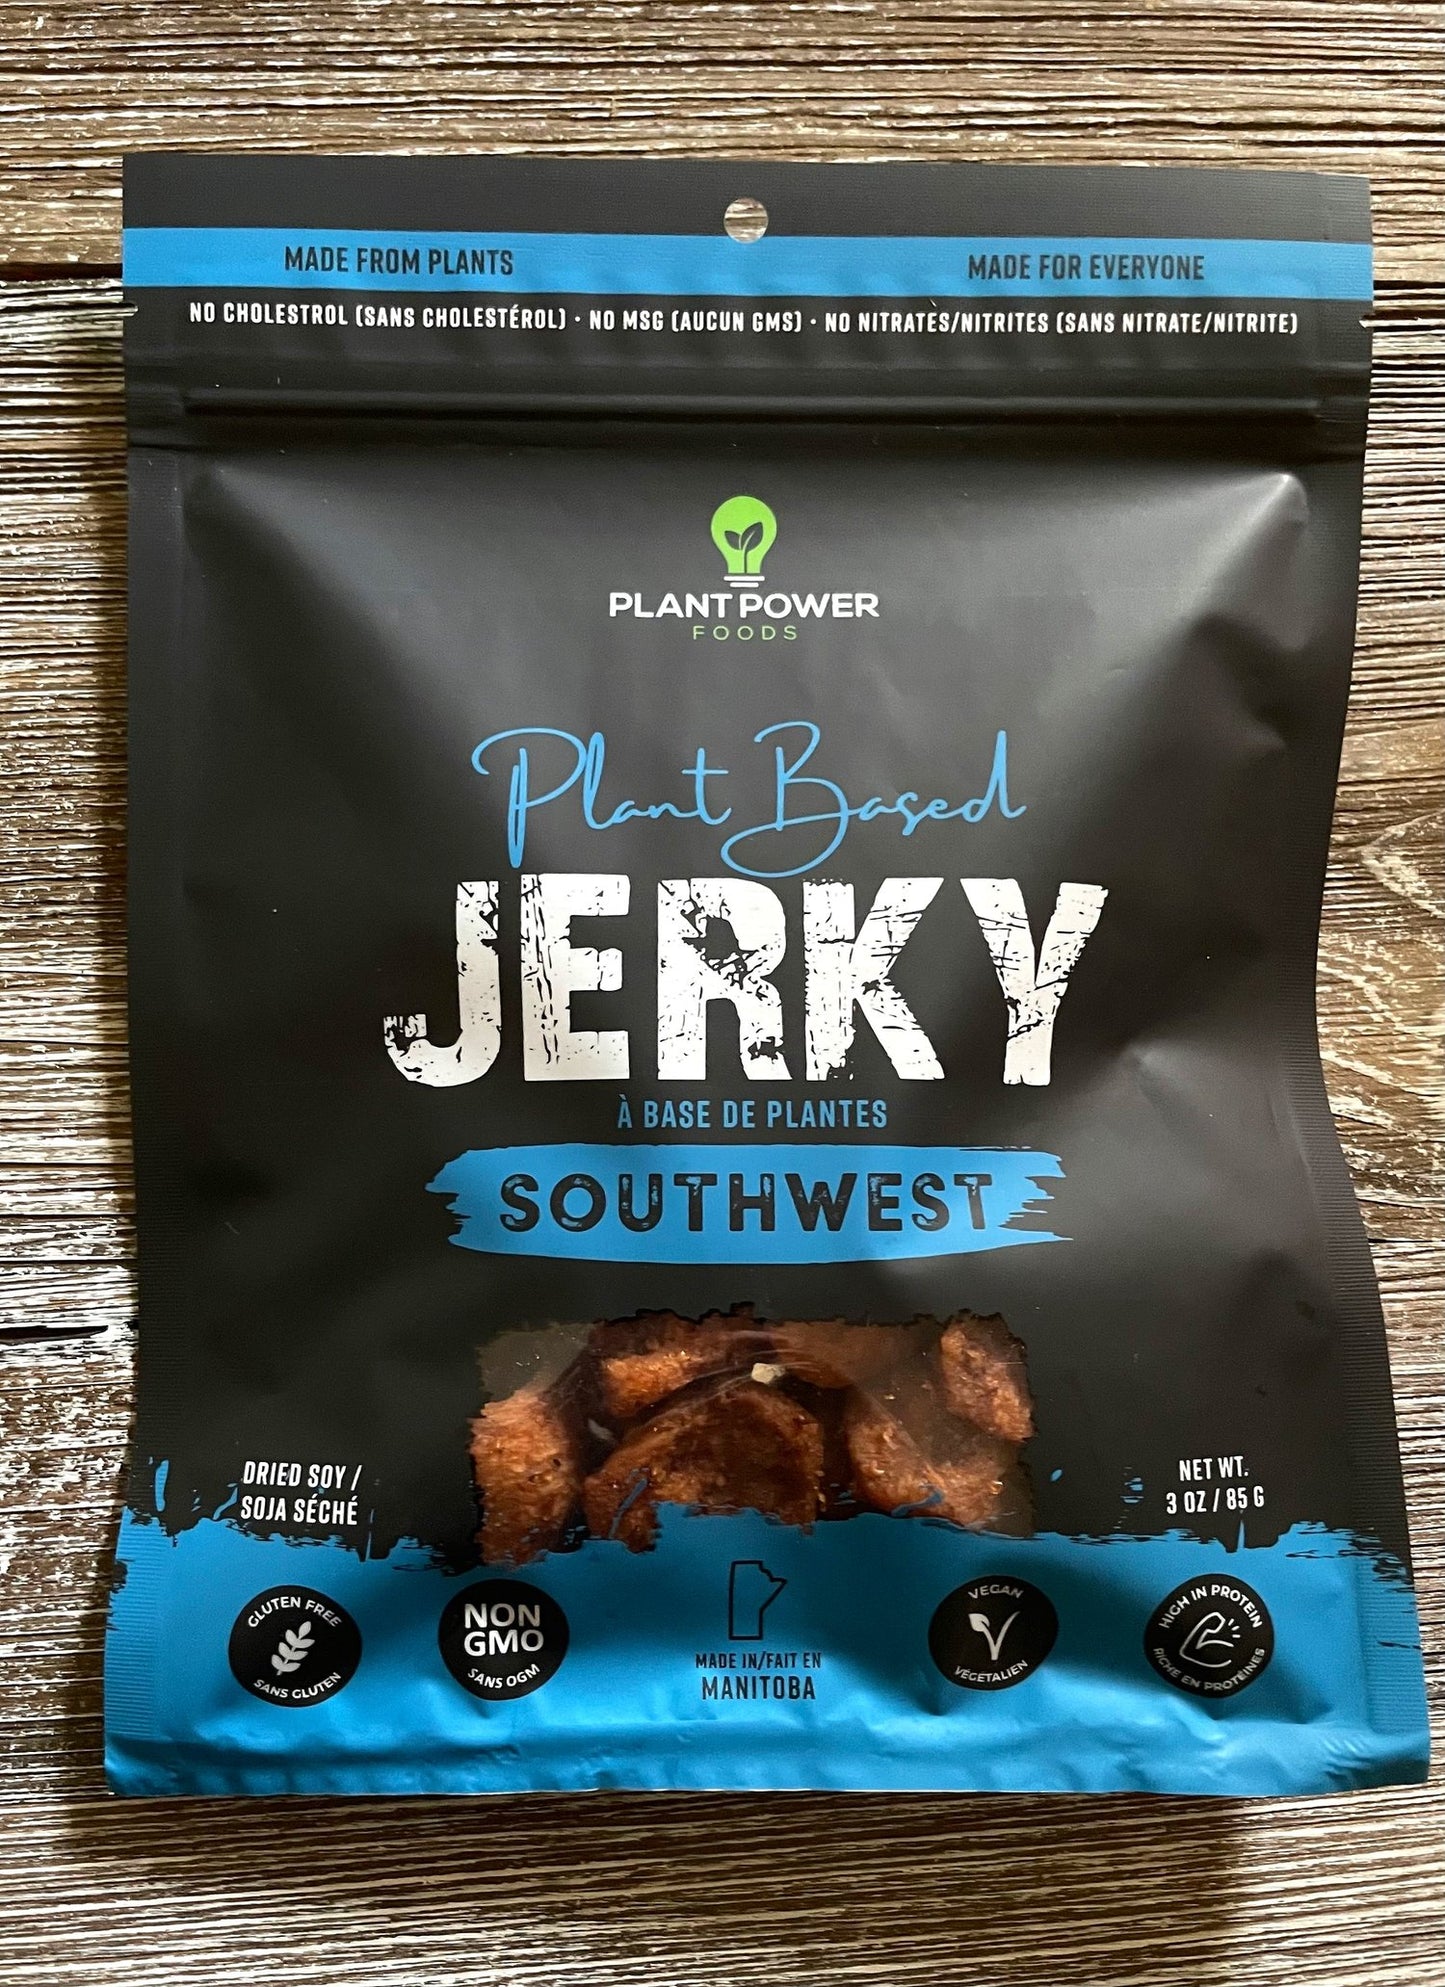 MADE FROM PLANTS
MADE FOR EVERYONE
NO CHOLESTROL (SANS CHOLESTÉROL) • NO MSG (AUCUN GMS) • NO NITRATES/NITRITES (SANS NITRATE/NITRITE)
PLANT POWER
FOODS
Plant Based
JERKY
À BASE DE PLANTES
SOUTHWEST
DRIED SOY /
SOJA SÉCHÉ
NET WT.
3 OZ / 85 G
GLUTEN FREE
SANS GLUTEN
NON
GMO
SANS OGM
MADE IN/FAIT EN
MANITOBA
VEGAN
VEGETALIEN
HIGH IN PROTEIN
RICHE EN PROTÉINES